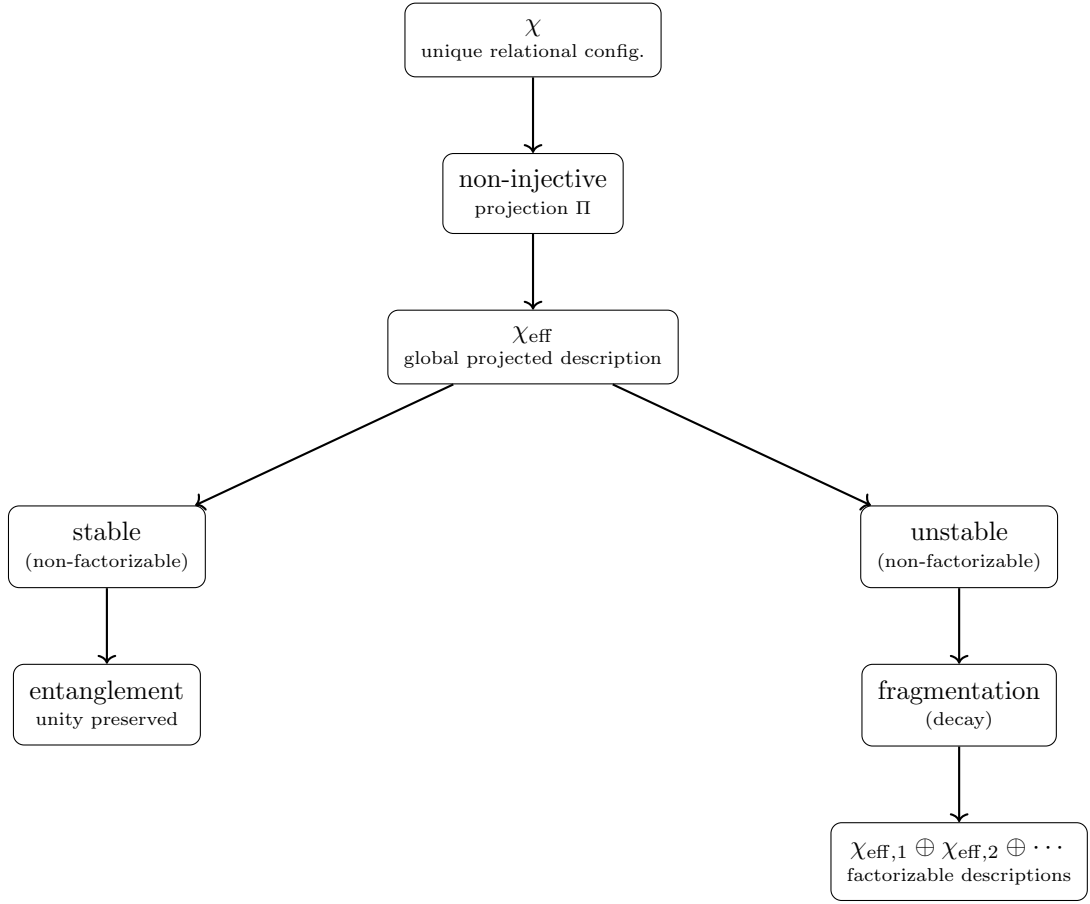 χ
unique relational config.
non-injective
projection Π
χeff
global projected description
stable
(non-factorizable)
unstable
(non-factorizable)
entanglement
unity preserved
fragmentation
(decay)
χeff,1 ⊕ χeff,2 ⊕ ⋯
factorizable descriptions